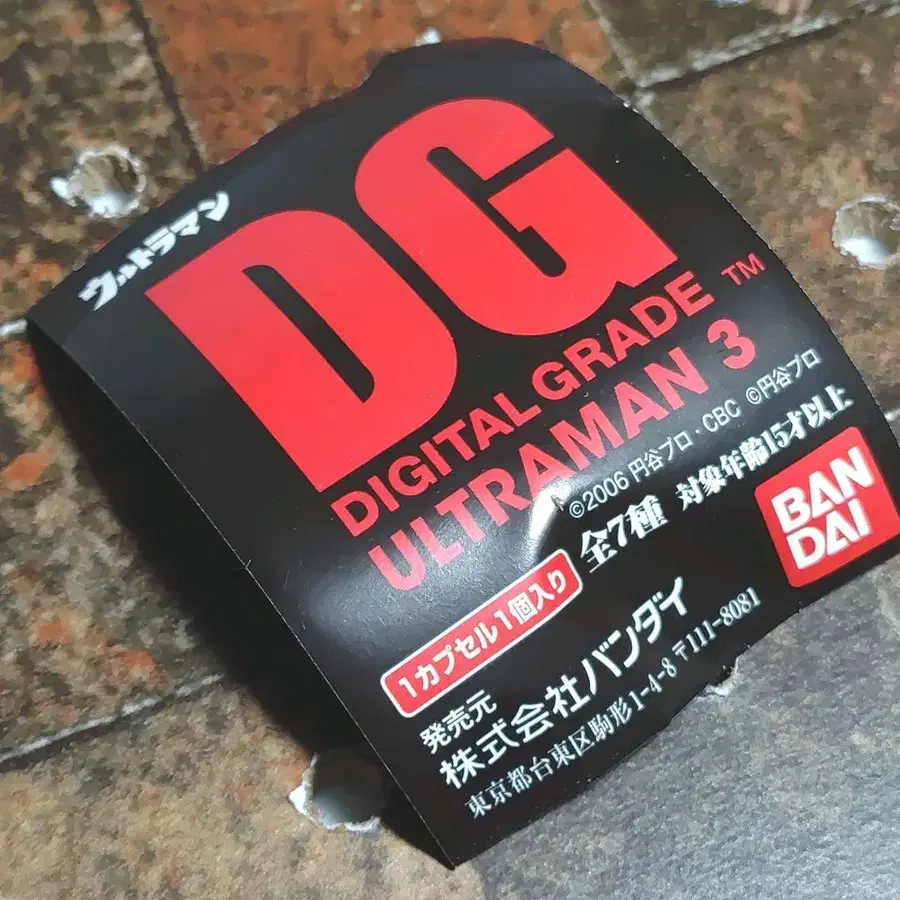 ウルトラマン
DG
DIGITAL GRADE ™
ULTRAMAN 3
©2006 円谷プロ・CBC ©円谷プロ
全7種 対象年齢15才以上
1カプセル1個入り
BAN
DAI
発売元
株式会社バンダイ
東京都台東区駒形1-4-8 〒111-8081